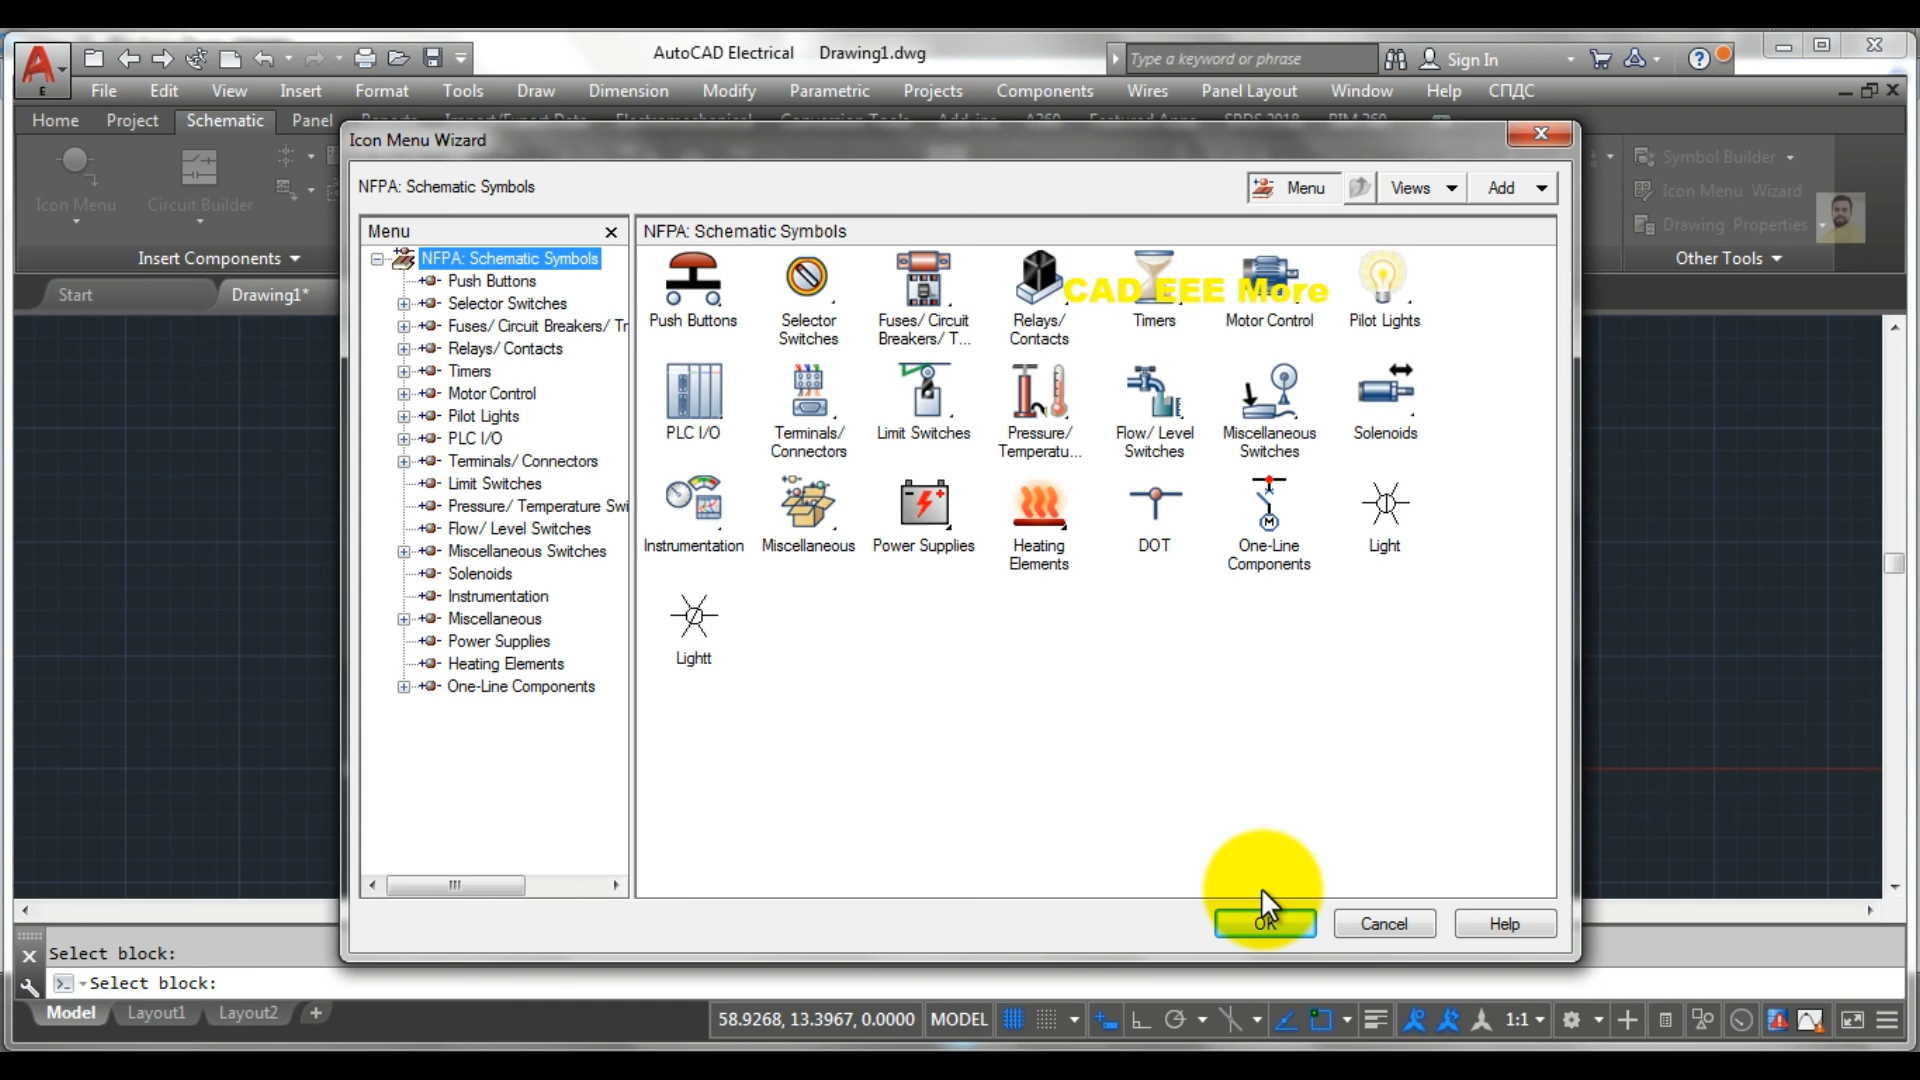 AutoCAD Electrical Drawing1.dwg
Type a keyword or phrase
Sign In
File Edit View Insert Format Tools Draw Dimension Modify Parametric Projects Components Wires Panel Layout Window Help СПДС
Home Project Schematic Panel
Icon Menu Wizard
NFPA: Schematic Symbols
Menu Views Add
Icon Menu
Circuit Builder
Insert Components
Symbol Builder
Icon Menu Wizard
Drawing Properties
Other Tools
Start
Drawing1*
Menu
NFPA: Schematic Symbols
Push Buttons
Selector Switches
Fuses/ Circuit Breakers/ Tr
Relays/ Contacts
Timers
Motor Control
Pilot Lights
PLC I/O
Terminals/ Connectors
Limit Switches
Pressure/ Temperature Swi
Flow/ Level Switches
Miscellaneous Switches
Solenoids
Instrumentation
Miscellaneous
Power Supplies
Heating Elements
One-Line Components
NFPA: Schematic Symbols
CAD EEE More
Push Buttons
Selector Switches
Fuses/ Circuit Breakers/ T...
Relays/ Contacts
Timers
Motor Control
Pilot Lights
PLC I/O
Terminals/ Connectors
Limit Switches
Pressure/ Temperatu...
Flow/ Level Switches
Miscellaneous Switches
Solenoids
Instrumentation
Miscellaneous
Power Supplies
Heating Elements
DOT
One-Line Components
Light
Lightt
OK Cancel Help
Select block:
Select block:
Model Layout1 Layout2
58.9268, 13.3967, 0.0000 MODEL 1:1